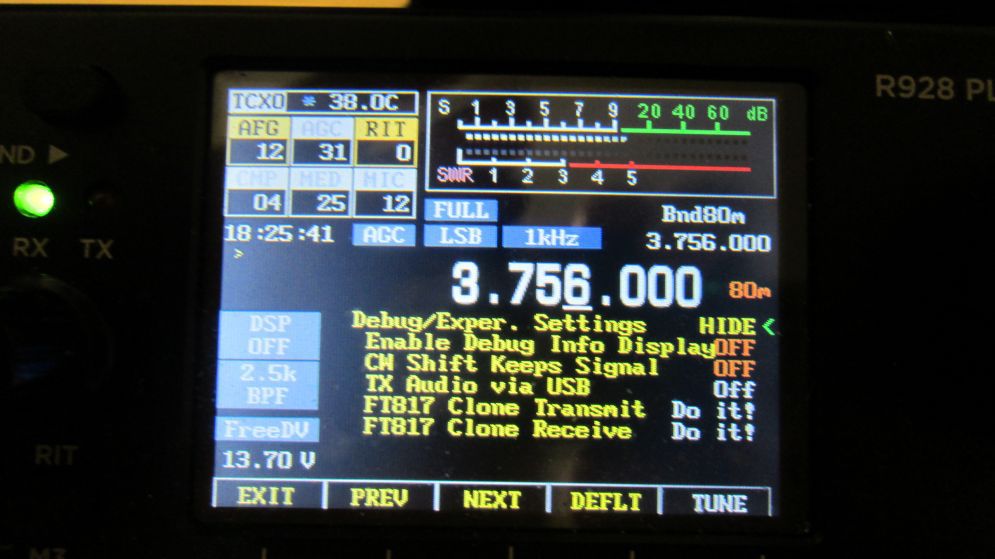 R928 PL
TCXO * 38.0C
AFG AGC RIT
12 31 0
CMP MED MIC
04 25 12
S 1 3 5 7 9 20 40 60 dB
SWR 1 2 3 4 5
ND
RX TX
18:25:41 AGC
FULL
LSB 1kHz
Bnd80m
3.756.000
>
3.756.000 80m
DSP
OFF
2.5k
BPF
FreeDV
13.70 V
Debug/Exper. Settings HIDE<
Enable Debug Info Display OFF
CW Shift Keeps Signal OFF
TX Audio via USB Off
FT817 Clone Transmit Do it!
FT817 Clone Receive Do it!
RIT
EXIT PREV NEXT DEFLT TUNE
M3